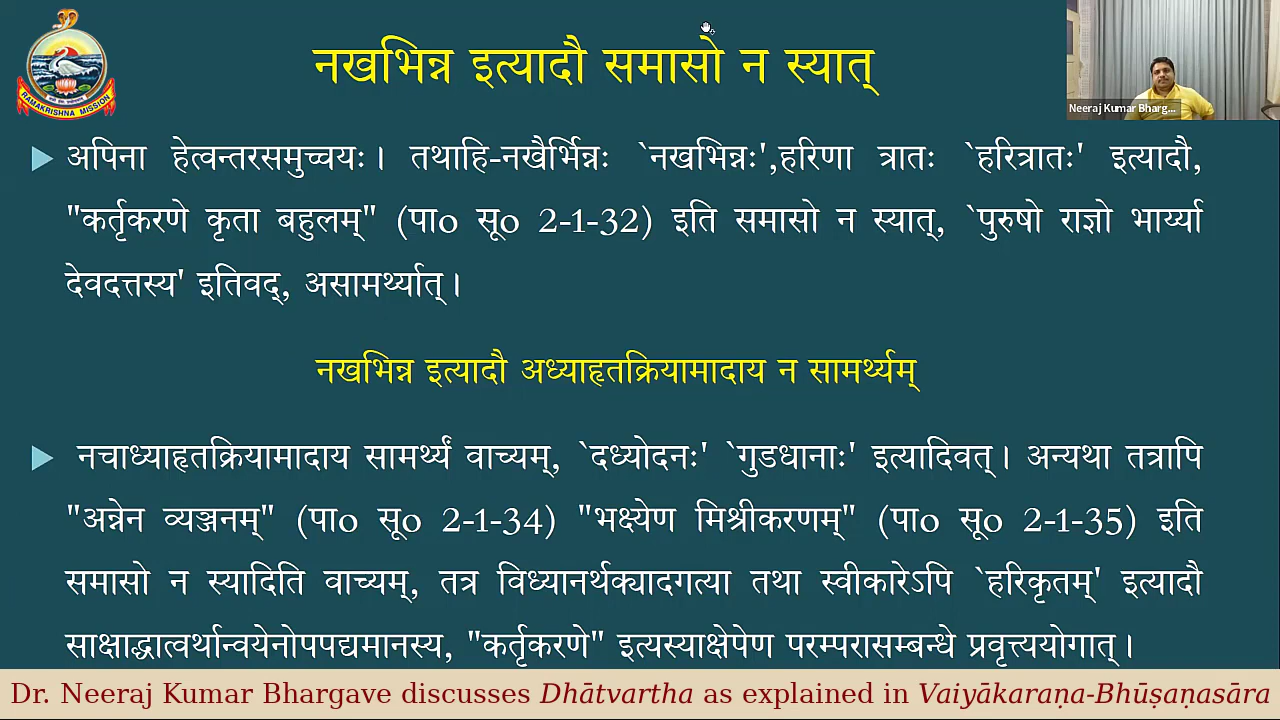 नखभिन्न इत्यादौ समासो न स्यात्
RAMAKRISHNA MISSION
Neeraj Kumar Bharg...
अपिना हेत्वन्तरसमुच्चयः। तथाहि-नखैर्भिन्नः `नखभिन्नः',हरिणा त्रातः `हरित्रातः' इत्यादौ,
"कर्तृकरणे कृता बहुलम्" (पा० सू० 2-1-32) इति समासो न स्यात्, `पुरुषो राज्ञो भार्य्या
देवदत्तस्य' इतिवद्, असामर्थ्यात्।
नखभिन्न इत्यादौ अध्याहृतक्रियामादाय न सामर्थ्यम्
नचाध्याहृतक्रियामादाय सामर्थ्यं वाच्यम्, `दध्योदनः' `गुडधानाः' इत्यादिवत्। अन्यथा तत्रापि
"अन्नेन व्यञ्जनम्" (पा० सू० 2-1-34) "भक्ष्येण मिश्रीकरणम्" (पा० सू० 2-1-35) इति
समासो न स्यादिति वाच्यम्, तत्र विध्यानर्थक्यादगत्या तथा स्वीकारेऽपि `हरिकृतम्' इत्यादौ
साक्षाद्धात्वर्थान्वयेनोपपद्यमानस्य, "कर्तृकरणे" इत्यस्याक्षेपेण परम्परासम्बन्धे प्रवृत्त्ययोगात्।
Dr. Neeraj Kumar Bhargave discusses Dhātvartha as explained in Vaiyākaraṇa-Bhūṣaṇasāra